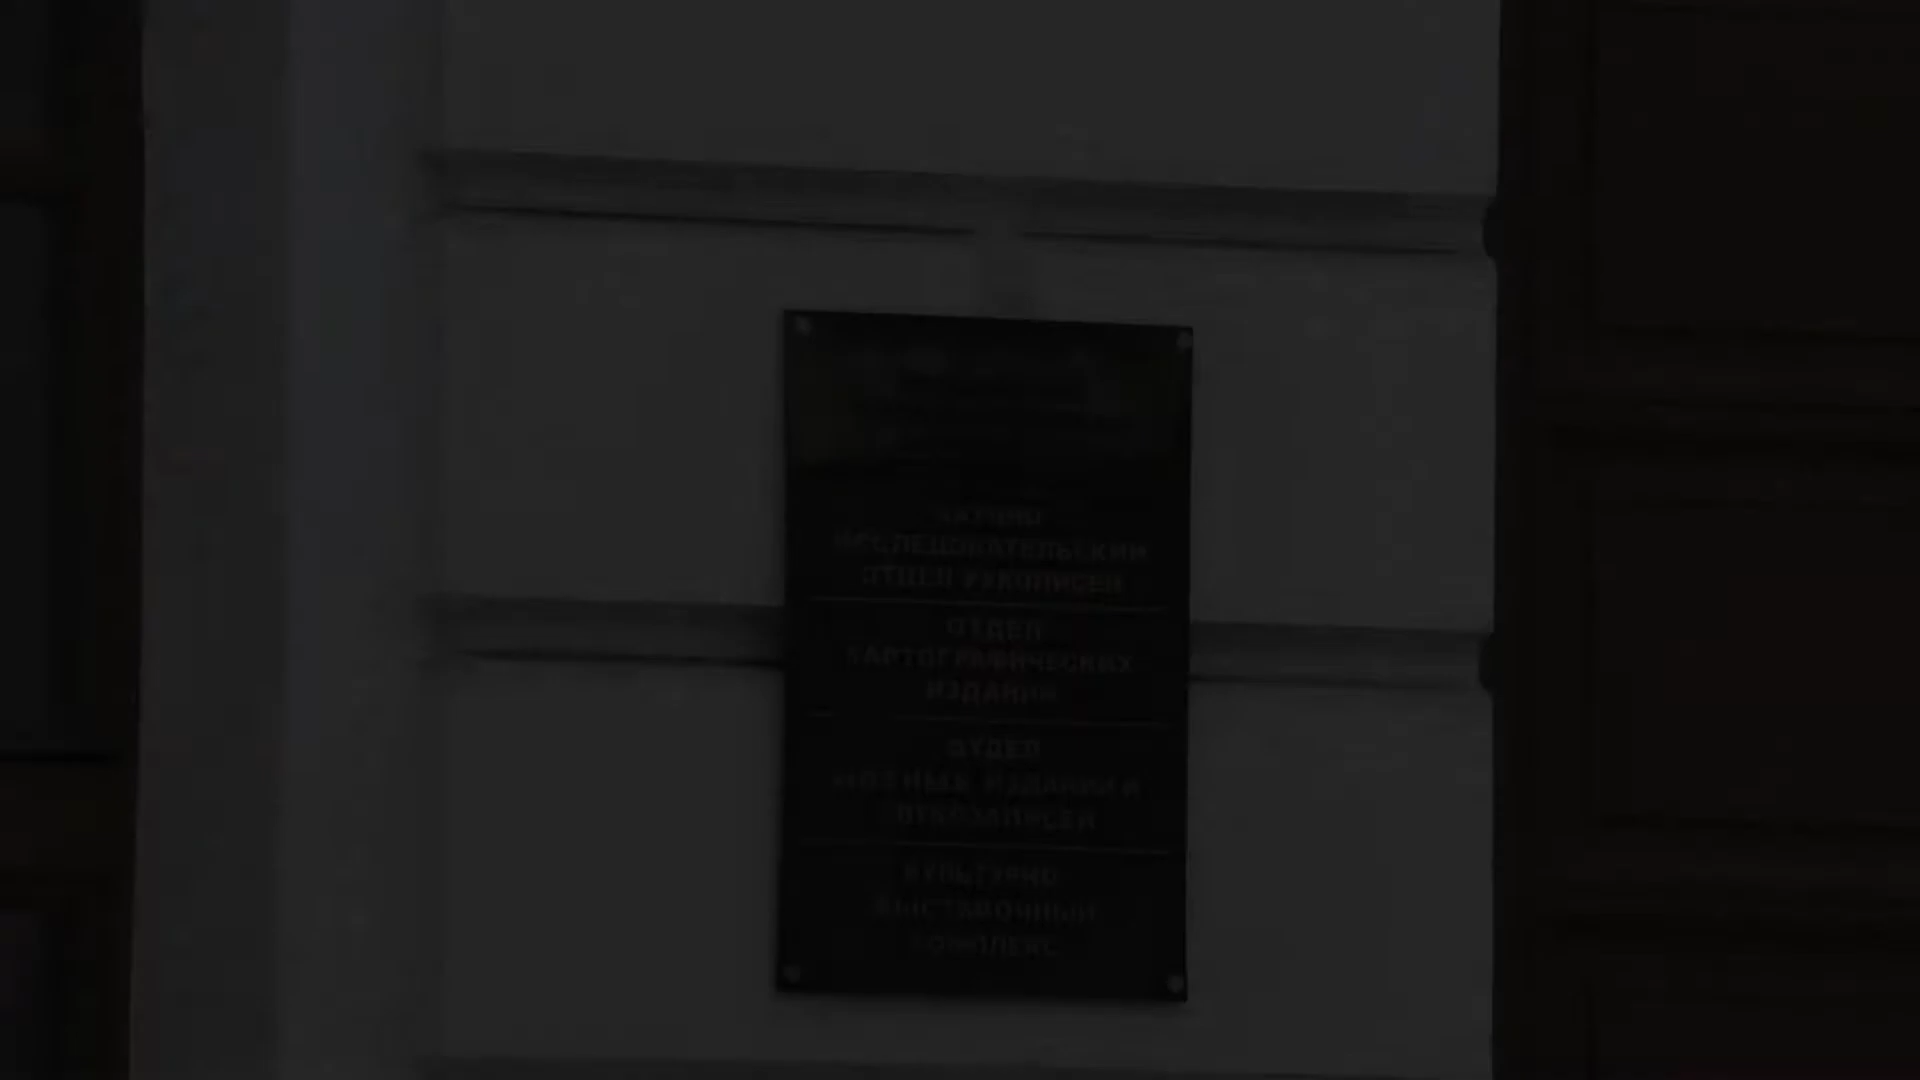 НАУЧНО
ИССЛЕДОВАТЕЛЬСКИЙ
ОТДЕЛ РУКОПИСЕЙ
ОТДЕЛ
КАРТОГРАФИЧЕСКИХ
ИЗДАНИЙ
ОТДЕЛ
НОТНЫХ ИЗДАНИЙ И
ЗВУКОЗАПИСЕЙ
КУЛЬТУРНО
ВЫСТАВОЧНЫЙ
КОМПЛЕКС